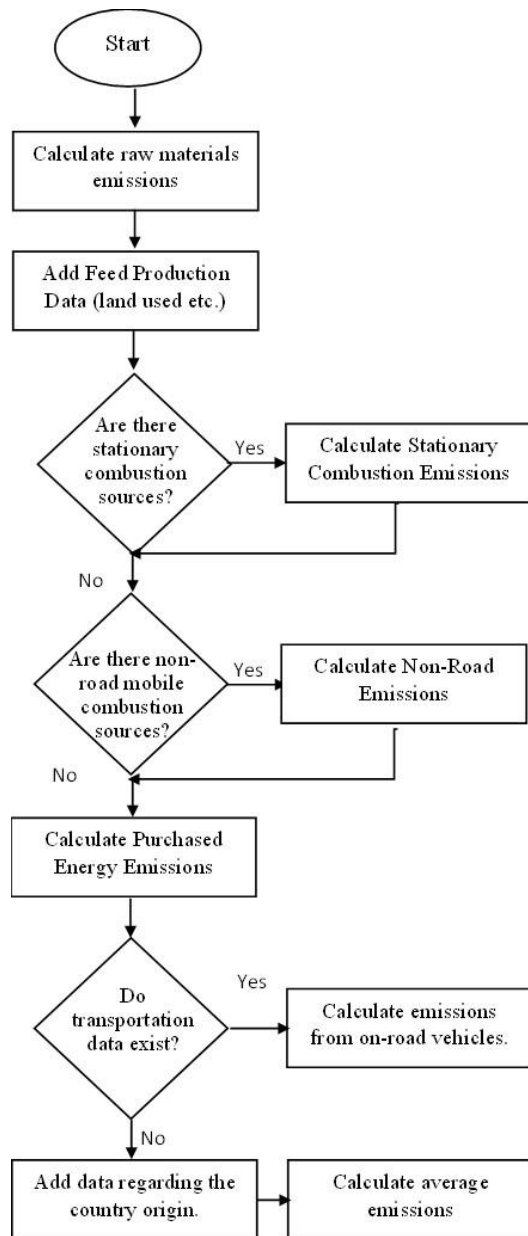 Start
Calculate raw materials
emissions
Add Feed Production
Data (land used etc.)
Are there
stationary
combustion
sources?
Yes
Calculate Stationary
Combustion Emissions
No
Are there non-
road mobile
combustion
sources?
Yes
Calculate Non-Road
Emissions
No
Calculate Purchased
Energy Emissions
Do
transportation
data exist?
Yes
Calculate emissions
from on-road vehicles.
No
Add data regarding the
country origin.
Calculate average
emissions